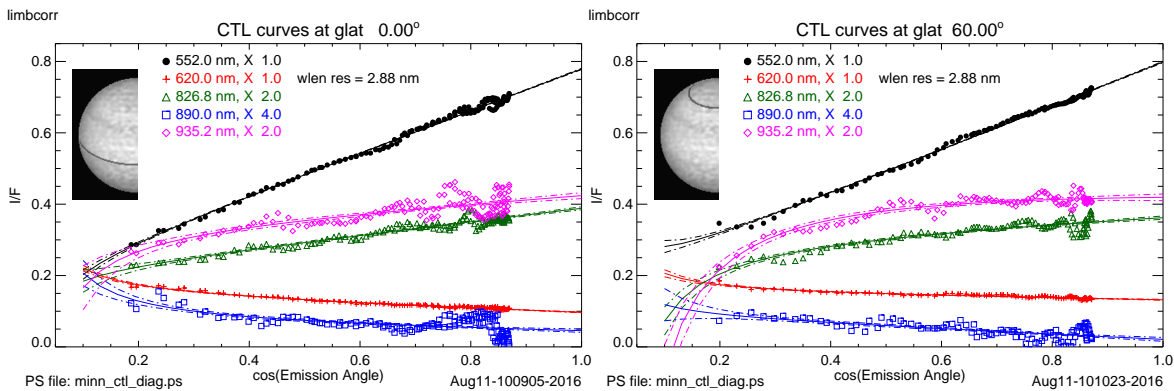 limbcorr
CTL curves at glat 0.00°
552.0 nm, X 1.0
620.0 nm, X 1.0 wlen res = 2.88 nm
826.8 nm, X 2.0
890.0 nm, X 4.0
935.2 nm, X 2.0
0.8
0.6
0.4
0.2
0.0
I/F
0.2 0.4 0.6 0.8 1.0
cos(Emission Angle)
PS file: minn_ctl_diag.ps Aug11-100905-2016
limbcorr
CTL curves at glat 60.00°
552.0 nm, X 1.0
620.0 nm, X 1.0 wlen res = 2.88 nm
826.8 nm, X 2.0
890.0 nm, X 4.0
935.2 nm, X 2.0
0.8
0.6
0.4
0.2
0.0
I/F
0.2 0.4 0.6 0.8 1.0
cos(Emission Angle)
PS file: minn_ctl_diag.ps Aug11-101023-2016